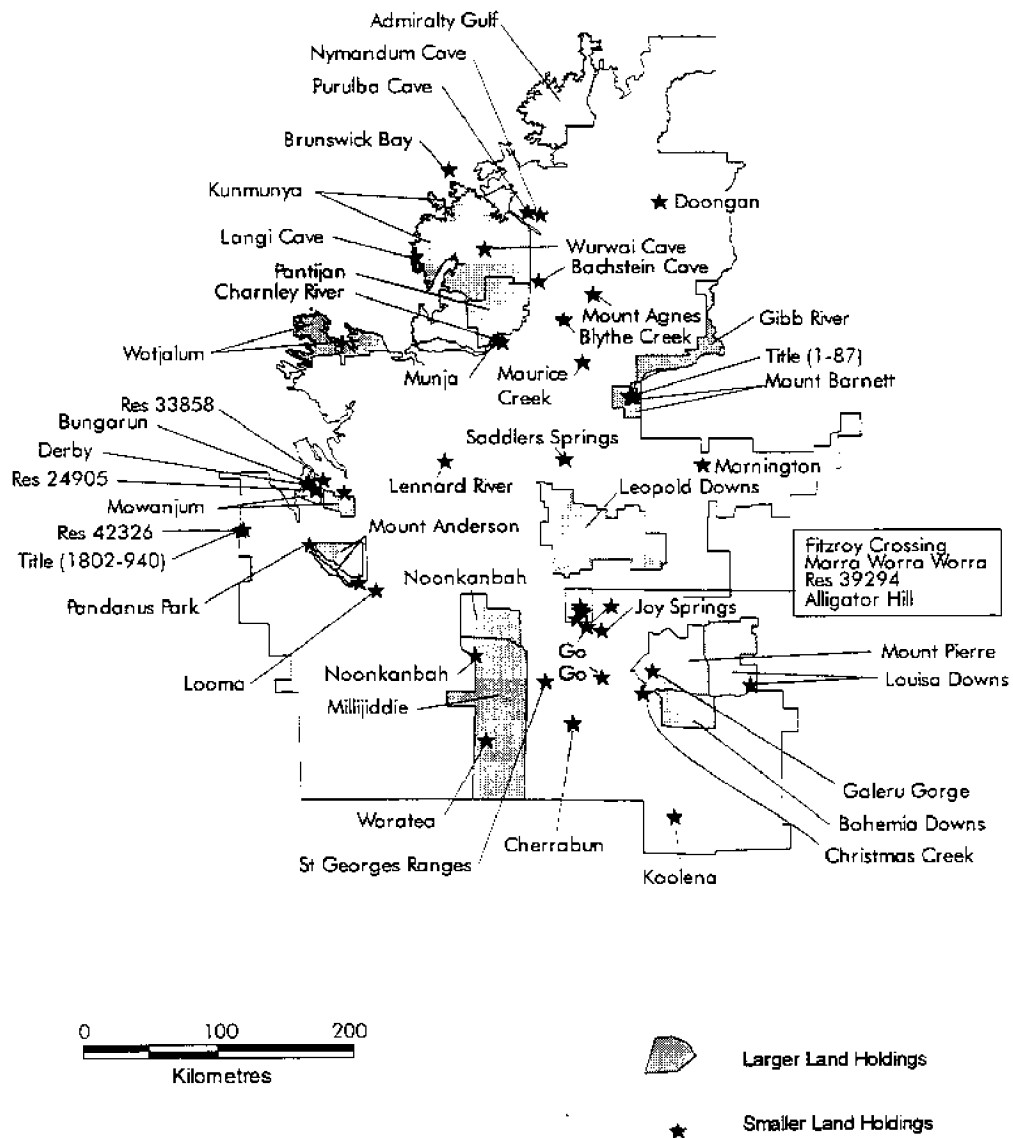 Admiralty Gulf
Nymandum Cave
Purulba Cave
Brunswick Bay
Kunmunya
Doongan
Langi Cave
Wurwai Cave
Pantijan
Bachstein Cave
Charnley River
Mount Agnes
Blythe Creek
Gibb River
Wotjalum
Title (1-87)
Munja
Maurice
Creek
Mount Barnett
Res 33858
Bungarun
Saddlers Springs
Derby
Mornington
Res 24905
Lennard River
Leopold Downs
Mowanjum
Mount Anderson
Res 42326
Title (1802-940)
Fitzroy Crossing
Marra Worra Worra
Res 39294
Alligator Hill
Noonkanbah
Pandanus Park
Joy Springs
Go
Go
Mount Pierre
Looma
Noonkanbah
Louisa Downs
Millijiddie
Galeru Gorge
Woratea
Bohemia Downs
Cherrabun
Christmas Creek
St Georges Ranges
Koolena
0 100 200
Kilometres
Larger Land Holdings
Smaller Land Holdings